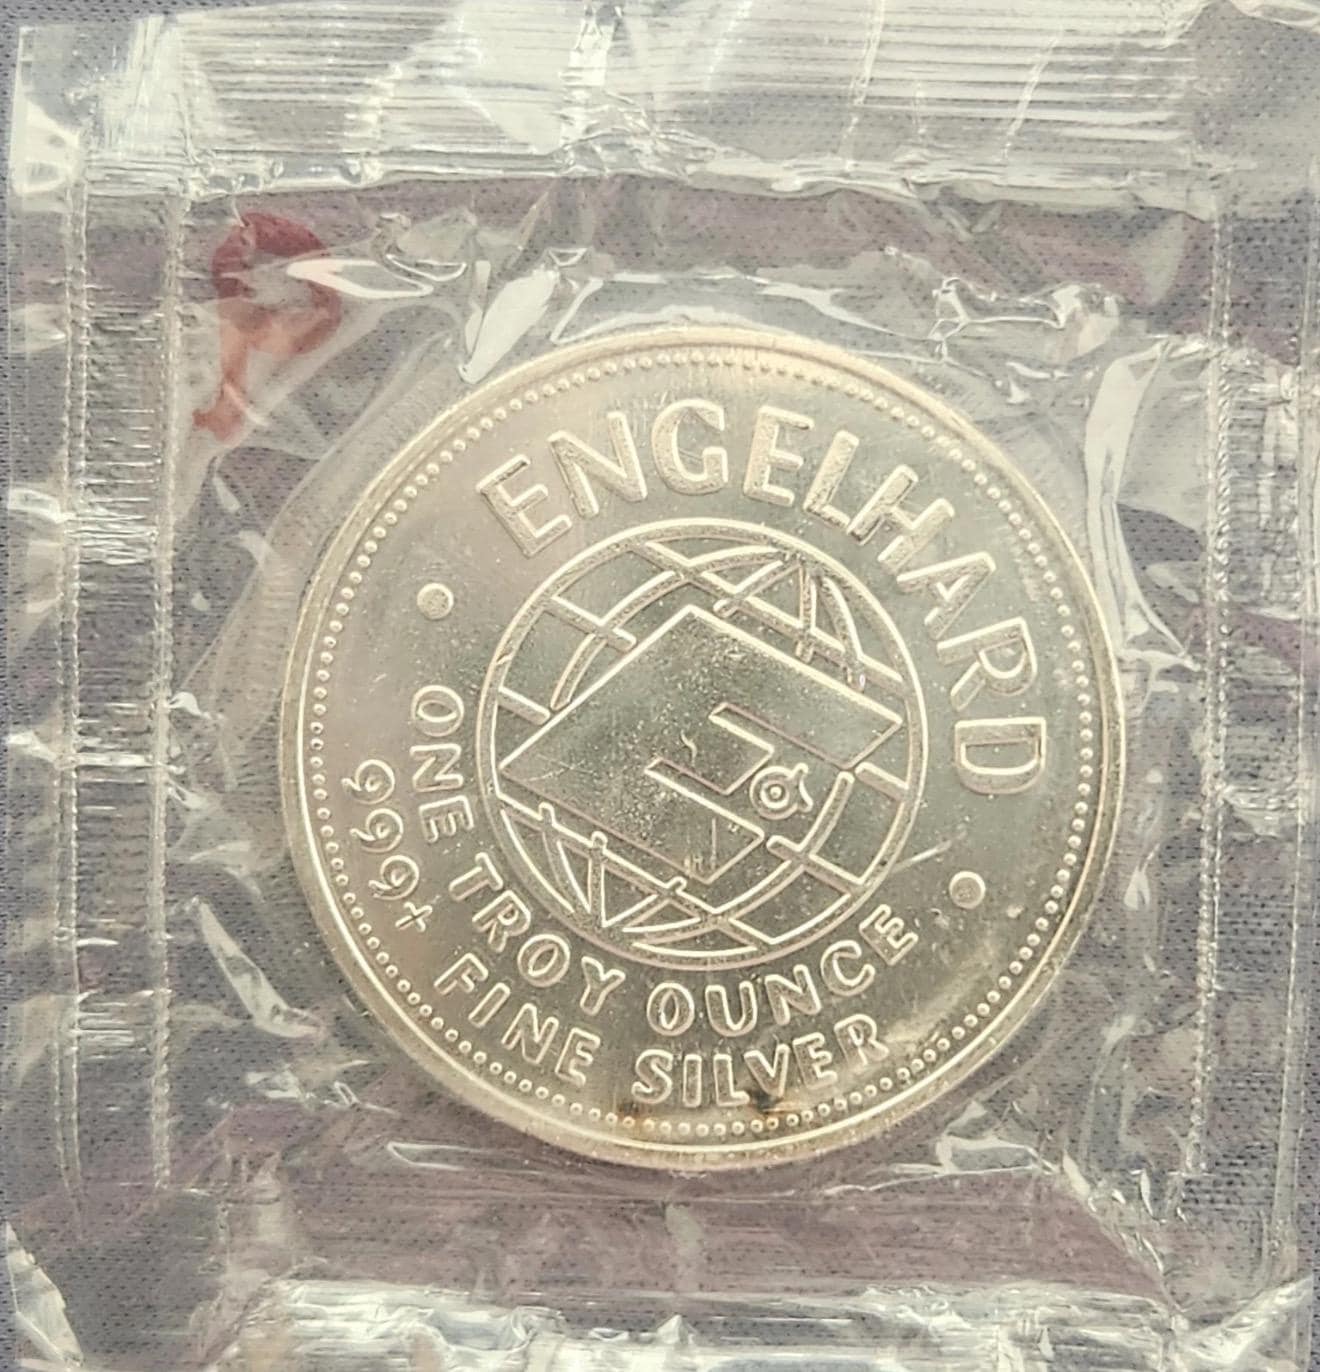 ENGELHARD
ONE TROY OUNCE
999+ FINE SILVER